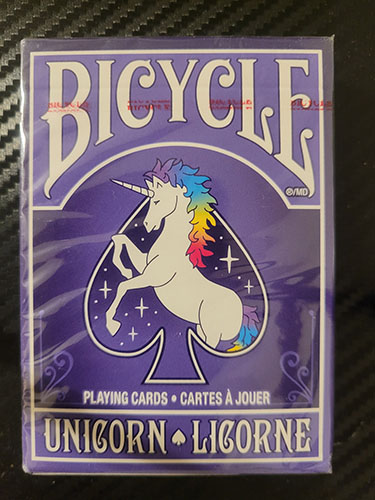 BICYCLE
®/MD
PLAYING CARDS • CARTES À JOUER
UNICORN ♠ LICORNE